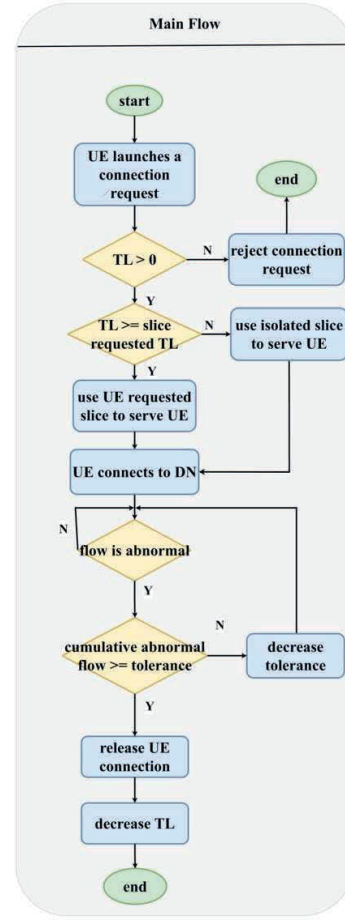 Main Flow
start
UE launches a
connection
request
end
TL > 0
N
reject connection
request
Y
TL >= slice
requested TL
N
use isolated slice
to serve UE
Y
use UE requested
slice to serve UE
UE connects to DN
N
flow is abnormal
Y
cumulative abnormal
flow >= tolerance
N
decrease
tolerance
Y
release UE
connection
decrease TL
end